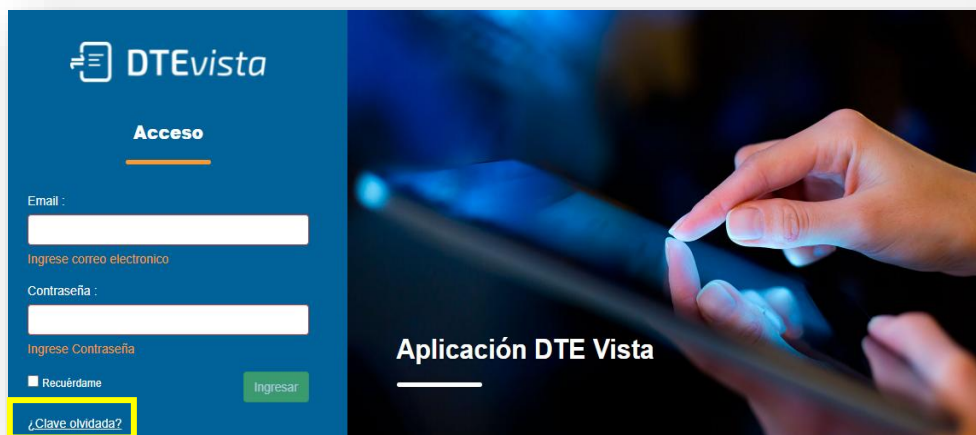 DTEvista
Acceso
Email :
Ingrese correo electronico
Contraseña :
Ingrese Contraseña
Recuérdame
Ingresar
¿Clave olvidada?
Aplicación DTE Vista